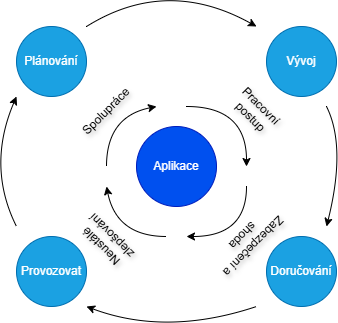 Plánování
Vývoj
Spolupráce
Pracovní
postup
Aplikace
Neustálé
zlepšování
Zabezpečení a
shoda
Provozovat
Doručování